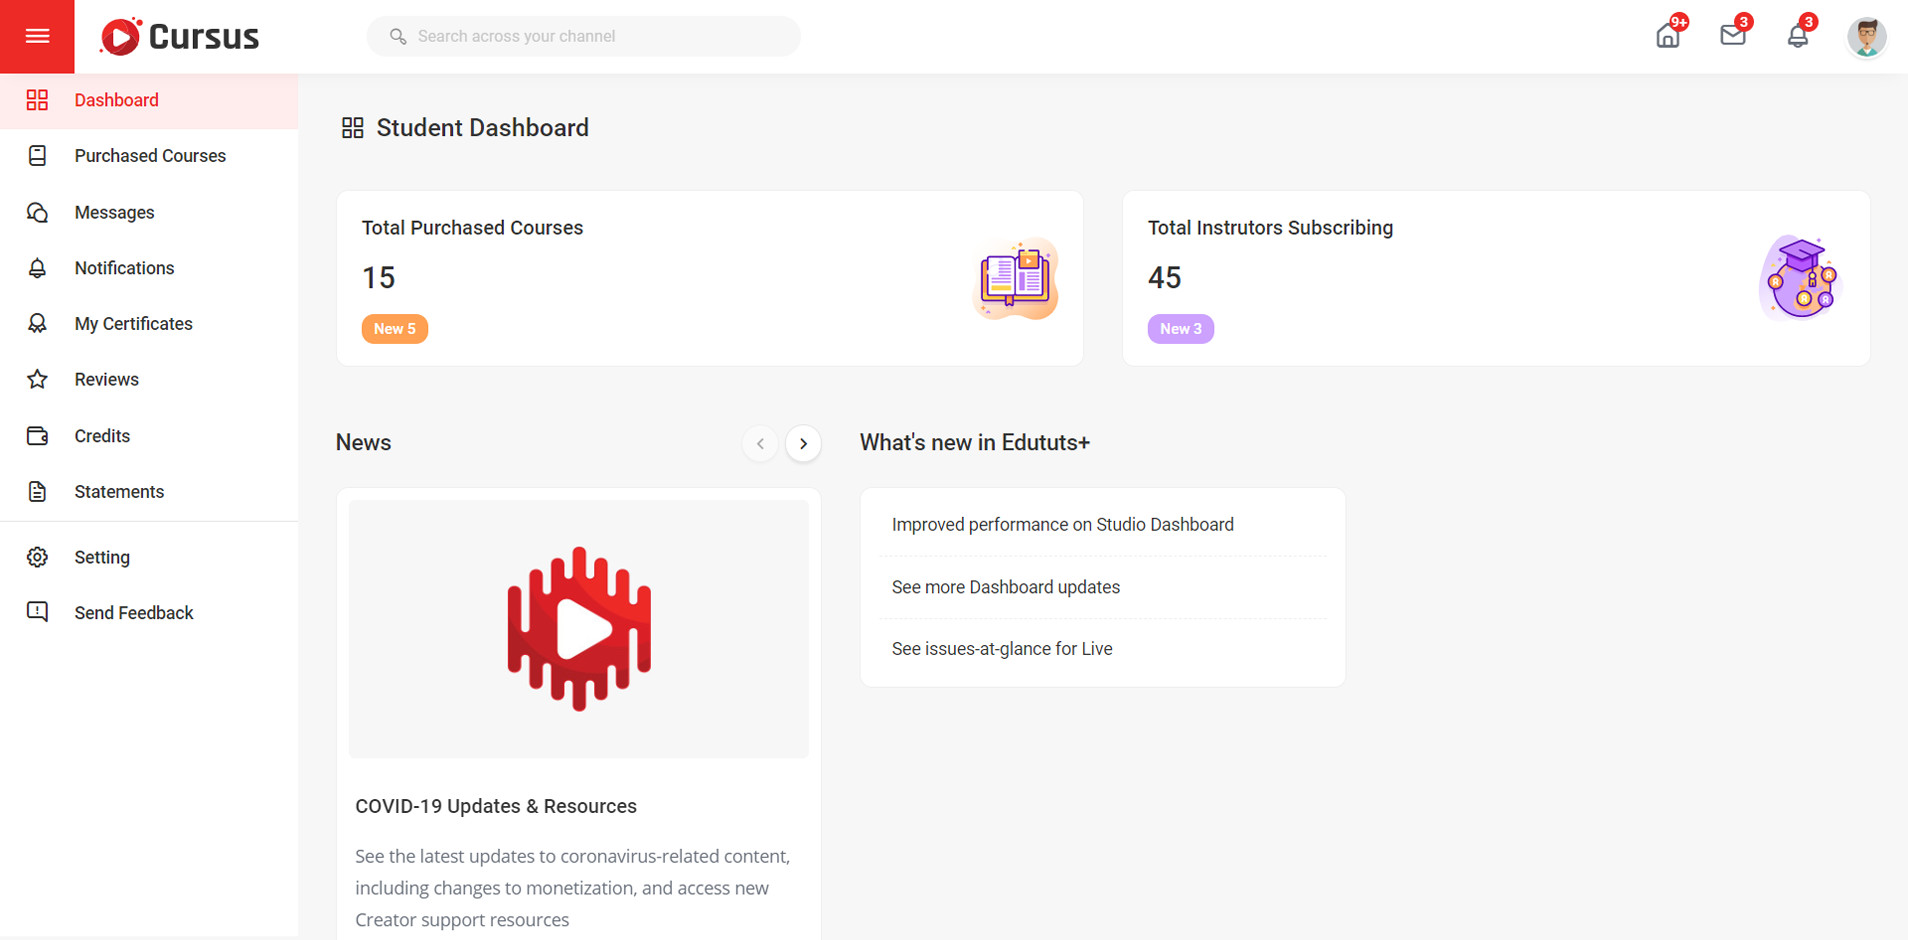 Cursus
Search across your channel
9+
3
3
Dashboard
Purchased Courses
Messages
Notifications
My Certificates
Reviews
Credits
Statements
Setting
Send Feedback
Student Dashboard
Total Purchased Courses
15
New 5
Total Instrutors Subscribing
45
New 3
News
COVID-19 Updates & Resources
See the latest updates to coronavirus-related content,
including changes to monetization, and access new
Creator support resources
What's new in Edututs+
Improved performance on Studio Dashboard
See more Dashboard updates
See issues-at-glance for Live